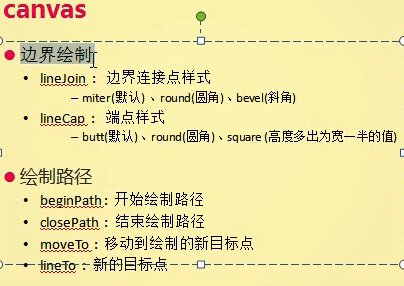 canvas
边界绘制
lineJoin : 边界连接点样式
– miter(默认) 、round(圆角)、bevel(斜角)
lineCap : 端点样式
– butt(默认)、round(圆角)、square (高度多出为宽一半的值)
绘制路径
beginPath : 开始绘制路径
closePath : 结束绘制路径
moveTo : 移动到绘制的新目标点
lineTo : 新的目标点